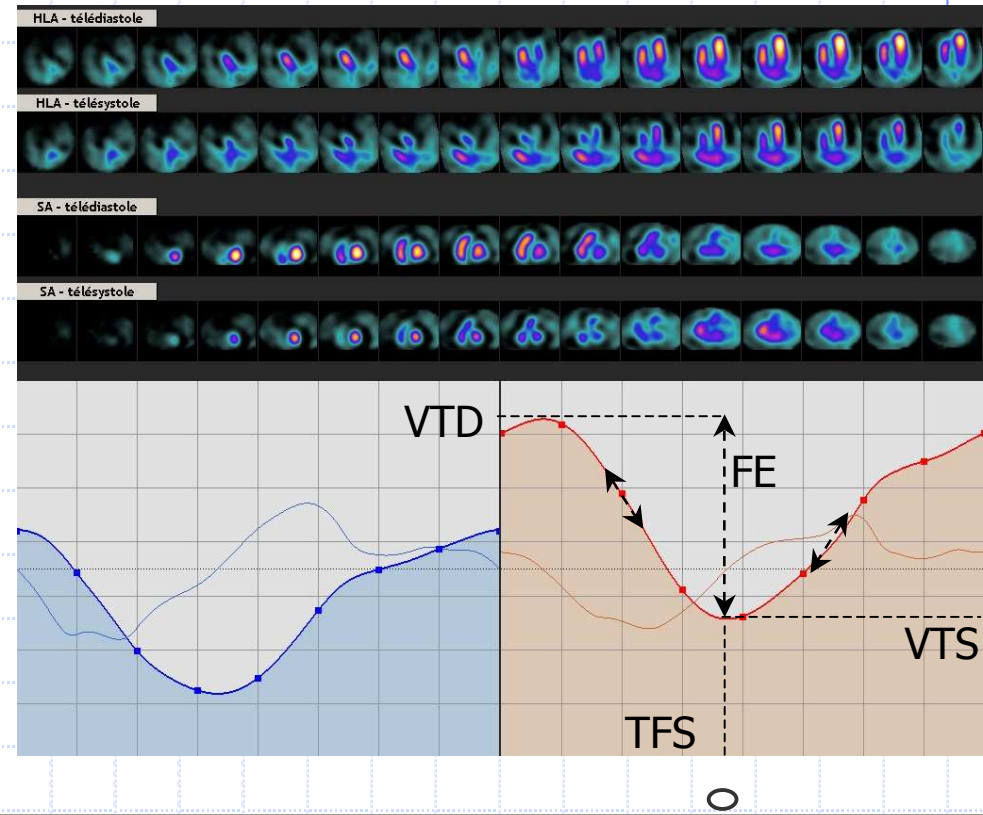 HLA - télédiastole
HLA - télésystole
SA - télédiastole
SA - télésystole
VTD
FE
VTS
TFS